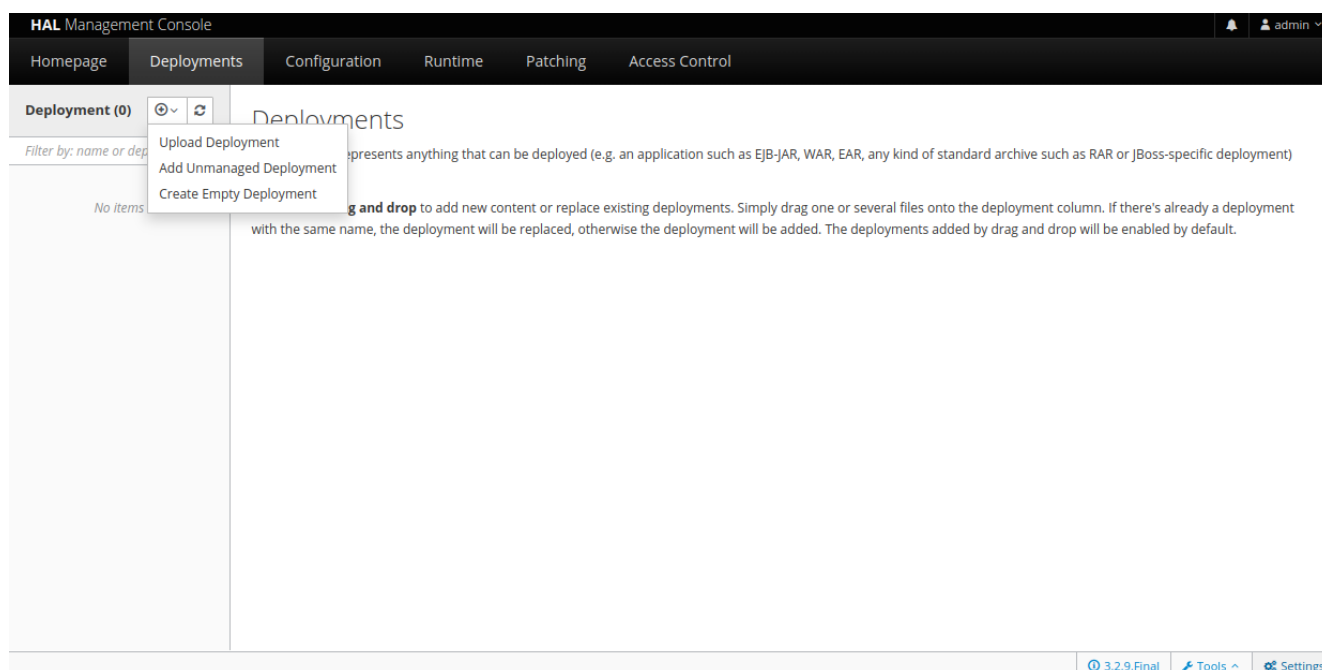 HAL Management Console
admin
Homepage
Deployments
Configuration
Runtime
Patching
Access Control
Deployment (0)
Filter by: name or dep
No items
Upload Deployment
Add Unmanaged Deployment
Create Empty Deployment
Deployments
epresents anything that can be deployed (e.g. an application such as EJB-JAR, WAR, EAR, any kind of standard archive such as RAR or JBoss-specific deployment)
g and drop to add new content or replace existing deployments. Simply drag one or several files onto the deployment column. If there's already a deployment
with the same name, the deployment will be replaced, otherwise the deployment will be added. The deployments added by drag and drop will be enabled by default.
3.2.9.Final
Tools
Settings